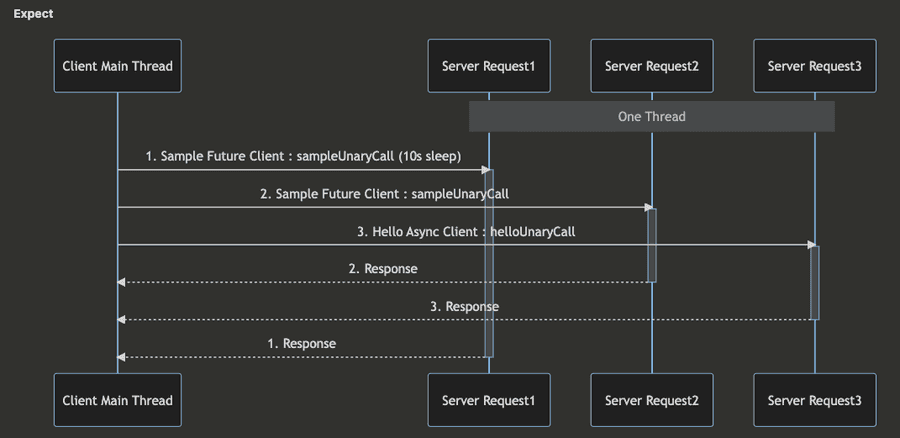 Expect
Client Main Thread
Server Request1
Server Request2
Server Request3
One Thread
1. Sample Future Client : sampleUnaryCall (10s sleep)
2. Sample Future Client : sampleUnaryCall
3. Hello Async Client : helloUnaryCall
2. Response
3. Response
1. Response
Client Main Thread
Server Request1
Server Request2
Server Request3